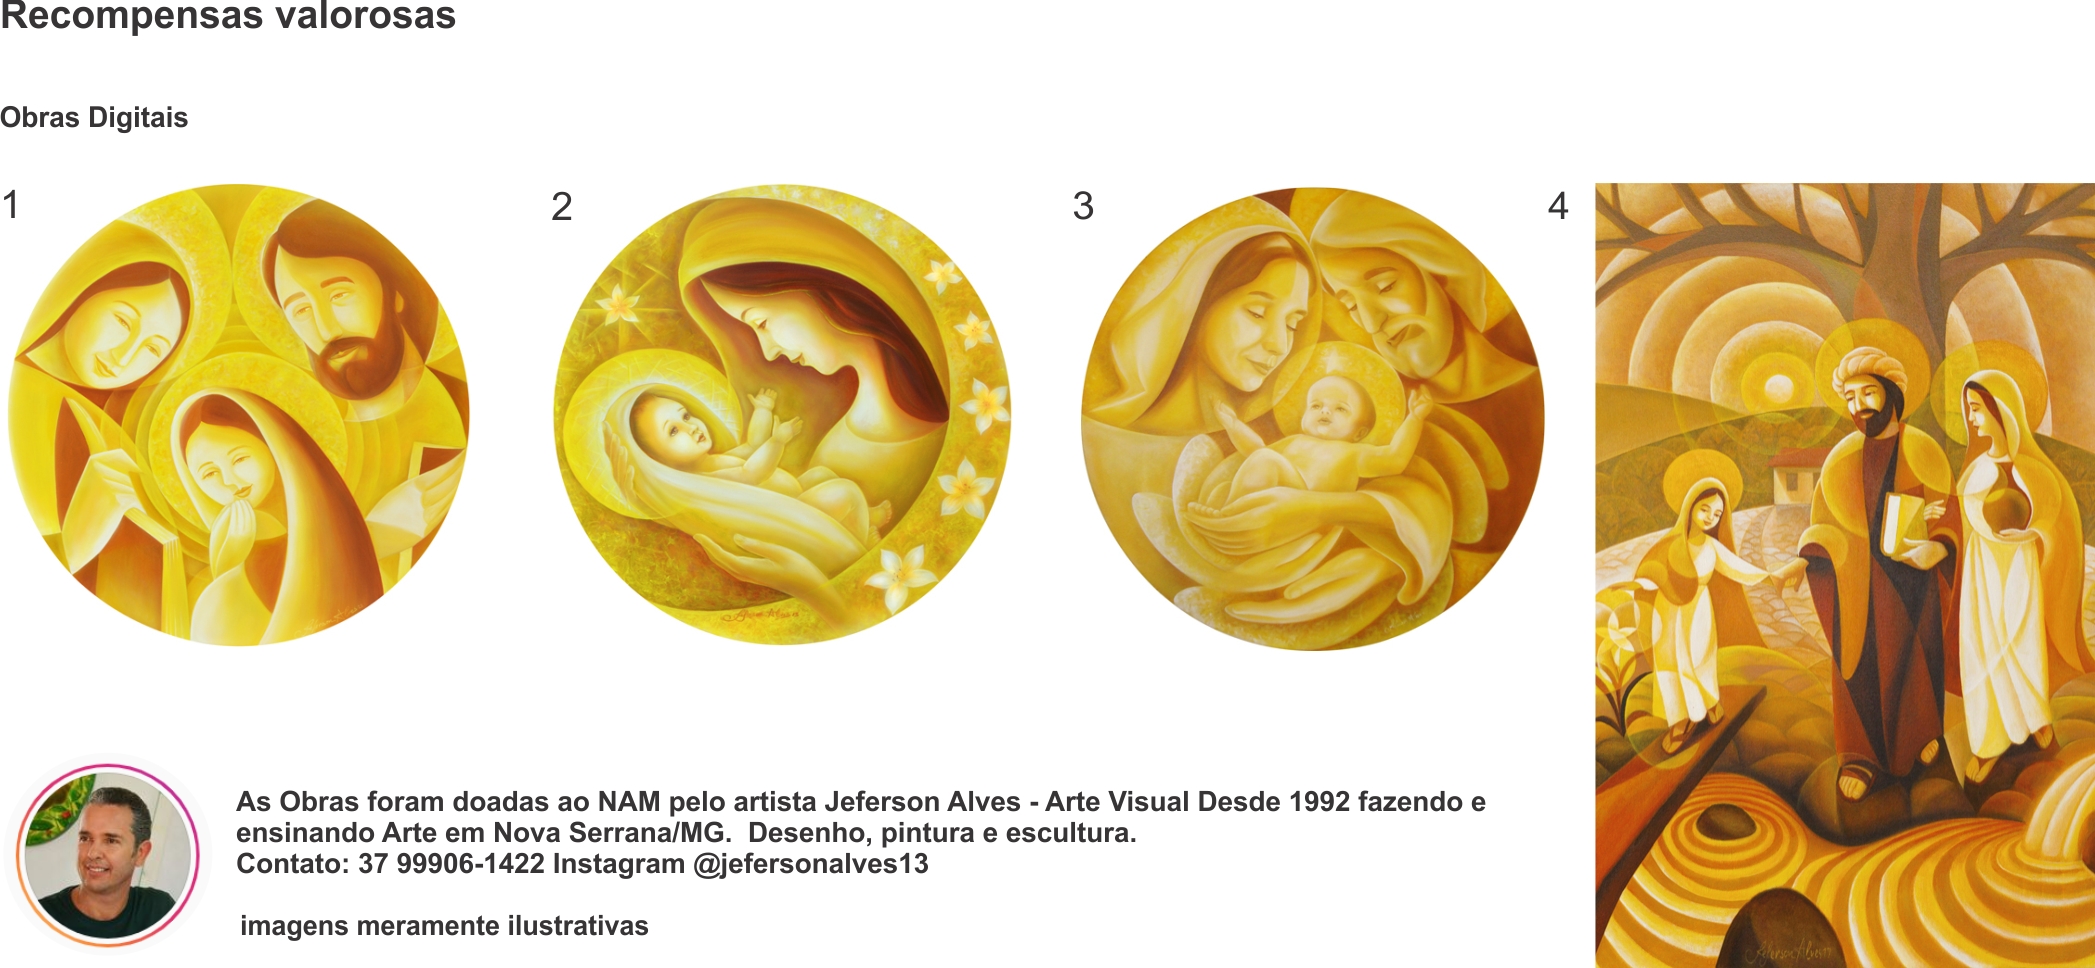 Recompensas valorosas
Obras Digitais
1
2
3
4
As Obras foram doadas ao NAM pelo artista Jeferson Alves - Arte Visual Desde 1992 fazendo e
ensinando Arte em Nova Serrana/MG.  Desenho, pintura e escultura.
Contato: 37 99906-1422 Instagram @jefersonalves13
imagens meramente ilustrativas